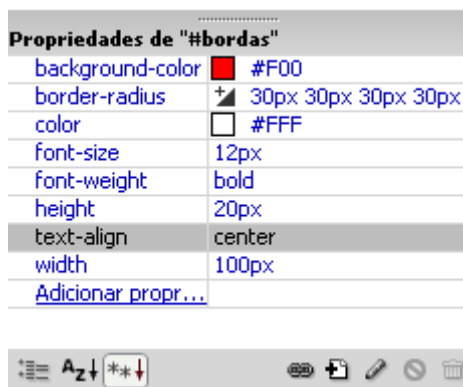 Propriedades de "#bordas"
background-color #F00
border-radius 30px 30px 30px 30px
color #FFF
font-size 12px
font-weight bold
height 20px
text-align center
width 100px
Adicionar propr...
AZ